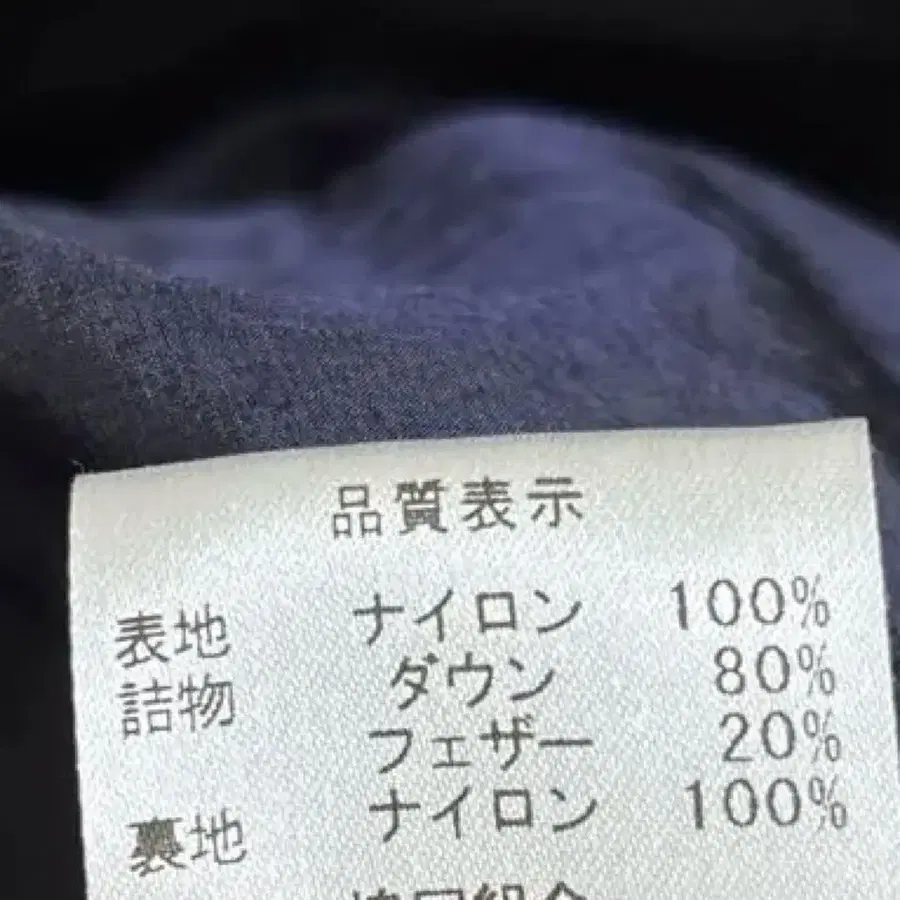 品質表示
表地 ナイロン 100%
詰物 ダウン 80%
フェザー 20%
裏地 ナイロン 100%